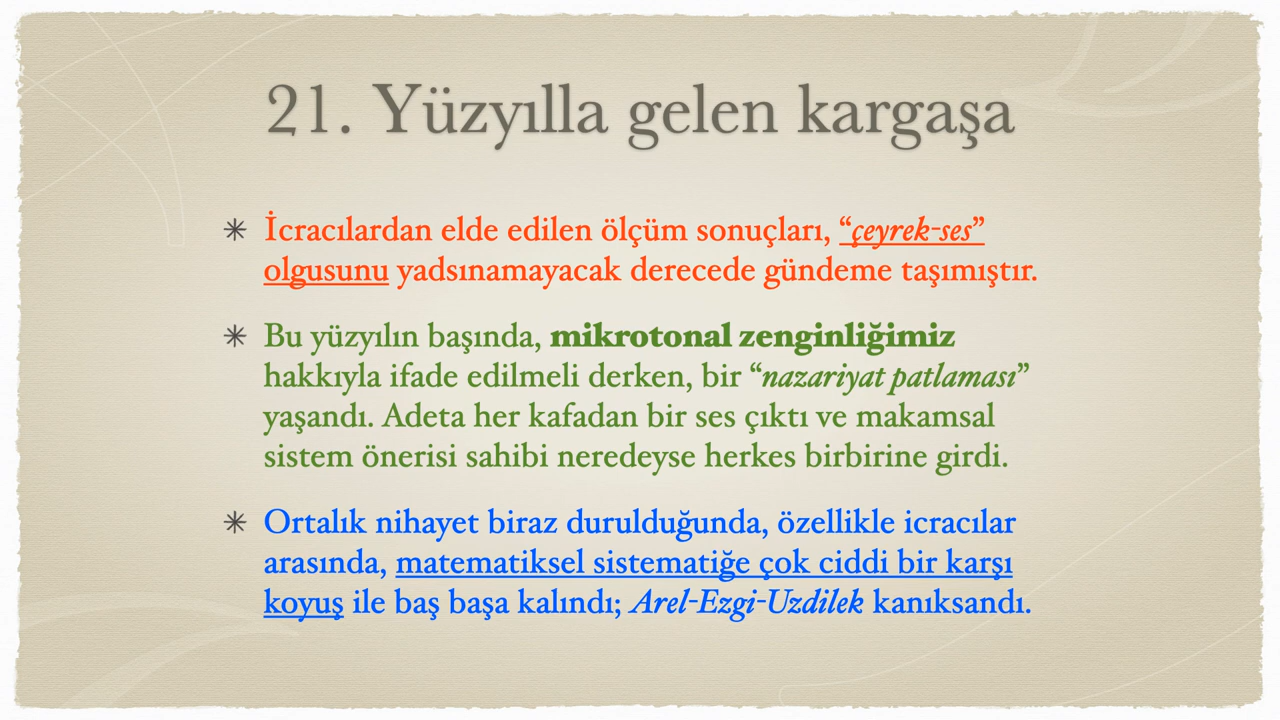 21. Yüzyılla gelen kargaşa
İcracılardan elde edilen ölçüm sonuçları, “çeyrek-ses”
olgusunu yadsınamayacak derecede gündeme taşımıştır.
Bu yüzyılın başında, mikrotonal zenginliğimiz
hakkıyla ifade edilmeli derken, bir “nazariyat patlaması”
yaşandı. Adeta her kafadan bir ses çıktı ve makamsal
sistem önerisi sahibi neredeyse herkes birbirine girdi.
Ortalık nihayet biraz durulduğunda, özellikle icracılar
arasında, matematiksel sistematiğe çok ciddi bir karşı
koyuş ile baş başa kalındı; Arel-Ezgi-Uzdilek kanıksandı.